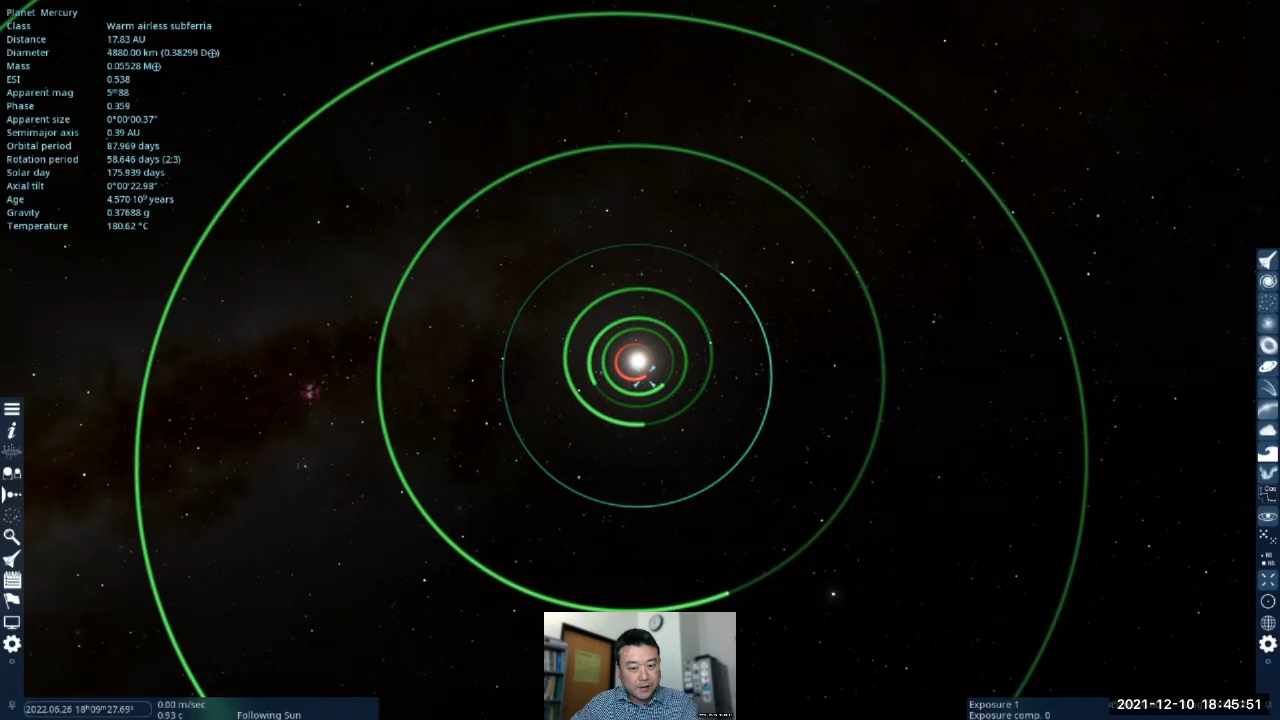 Planet Mercury
Class Warm airless subferria
Distance 17.83 AU
Diameter 4880.00 km (0.38299 D⊕)
Mass 0.05528 M⊕
ESI 0.538
Apparent mag 5ᵐ88
Phase 0.359
Apparent size 0°00'00.37"
Semimajor axis 0.39 AU
Orbital period 87.969 days
Rotation period 58.646 days (2:3)
Solar day 175.939 days
Axial tilt 0°00'22.98"
Age 4.570 10⁹ years
Gravity 0.37688 g
Temperature 180.62 °C
2022.06.26 18ʰ09ᵐ27.69ˢ
0.00 m/sec
0.93 c
Following Sun
Exposure 1
Exposure comp. 0
2021-12-10 18:45:51